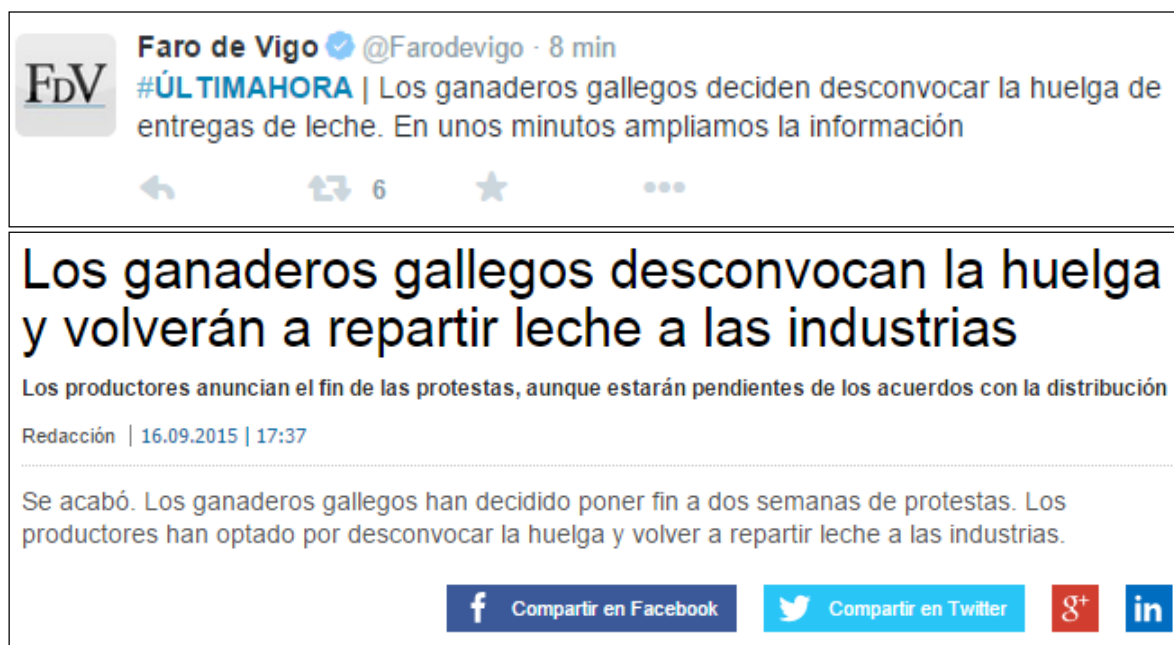 FDV
Faro de Vigo @Farodevigo · 8 min
#ÚLTIMAHORA | Los ganaderos gallegos deciden desconvocar la huelga de
entregas de leche. En unos minutos ampliamos la información
6
Los ganaderos gallegos desconvocan la huelga
y volverán a repartir leche a las industrias
Los productores anuncian el fin de las protestas, aunque estarán pendientes de los acuerdos con la distribución
Redacción | 16.09.2015 | 17:37
Se acabó. Los ganaderos gallegos han decidido poner fin a dos semanas de protestas. Los
productores han optado por desconvocar la huelga y volver a repartir leche a las industrias.
f Compartir en Facebook Compartir en Twitter g+ in